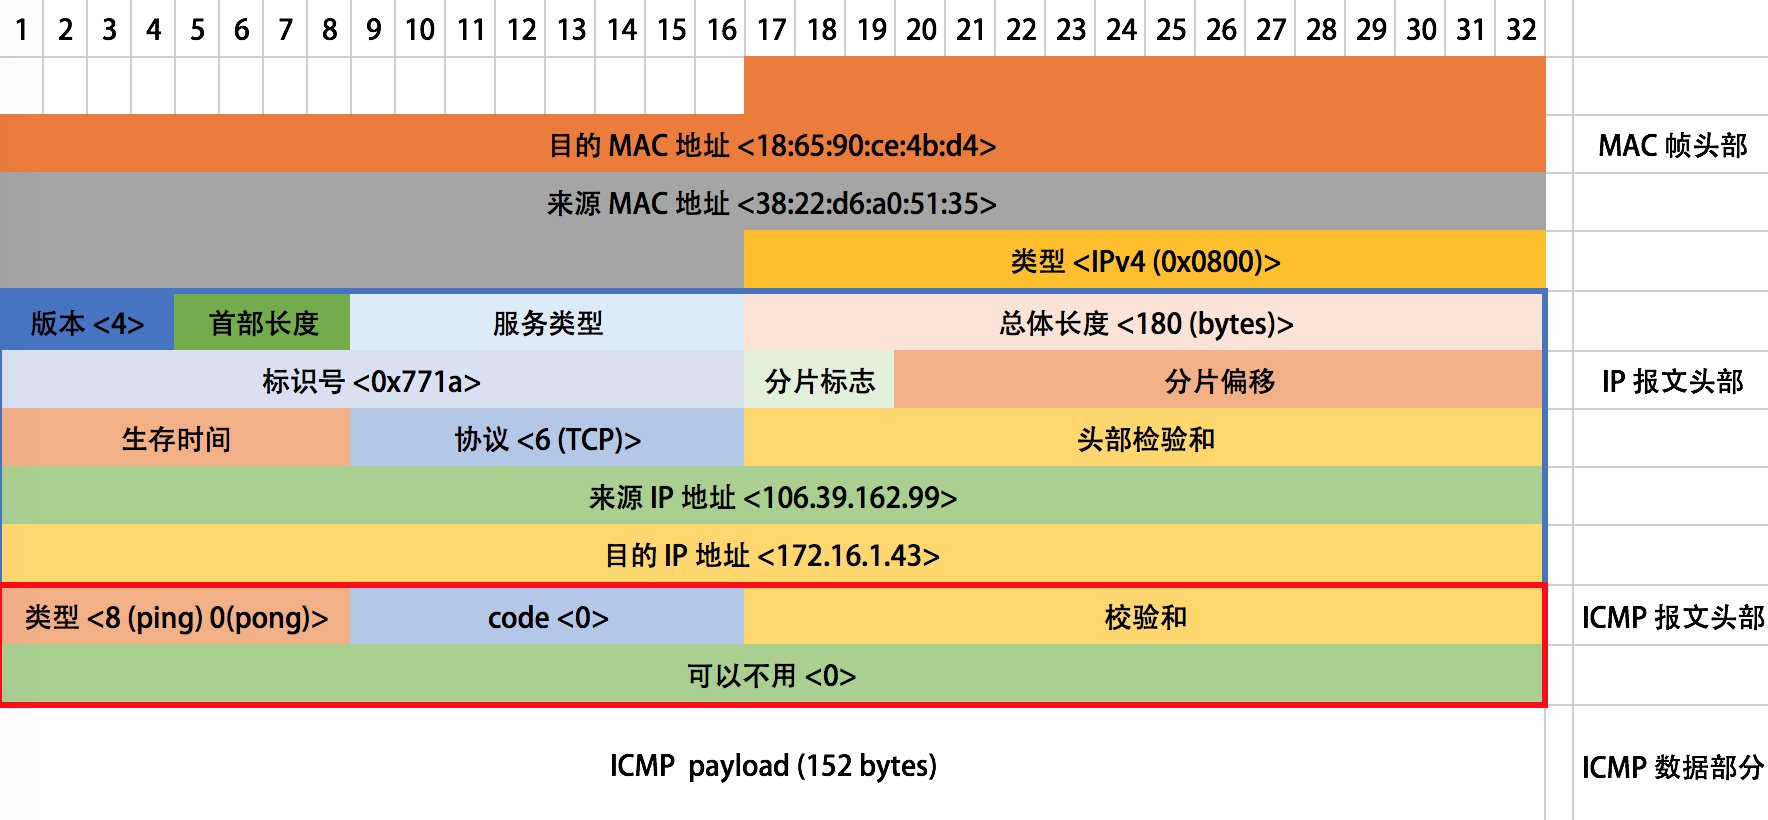 1 2 3 4 5 6 7 8 9 10 11 12 13 14 15 16 17 18 19 20 21 22 23 24 25 26 27 28 29 30 31 32
目的 MAC 地址 <18:65:90:ce:4b:d4> MAC 帧头部
来源 MAC 地址 <38:22:d6:a0:51:35>
类型 <IPv4 (0x0800)>
版本 <4> 首部长度 服务类型 总体长度 <180 (bytes)>
标识号 <0x771a> 分片标志 分片偏移 IP 报文头部
生存时间 协议 <6 (TCP)> 头部检验和
来源 IP 地址 <106.39.162.99>
目的 IP 地址 <172.16.1.43>
类型 <8 (ping) 0(pong)> code <0> 校验和 ICMP 报文头部
可以不用 <0>
ICMP payload (152 bytes) ICMP 数据部分